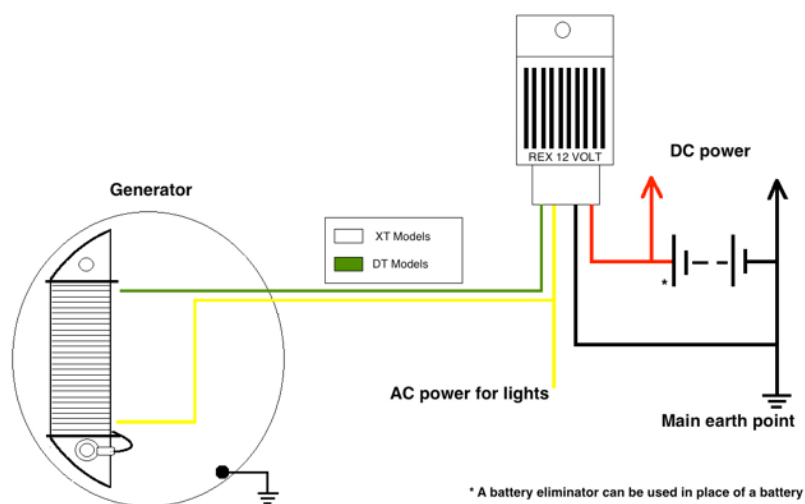 REX 12 VOLT
DC power
Generator
XT Models
DT Models
*
AC power for lights
Main earth point
* A battery eliminator can be used in place of a battery